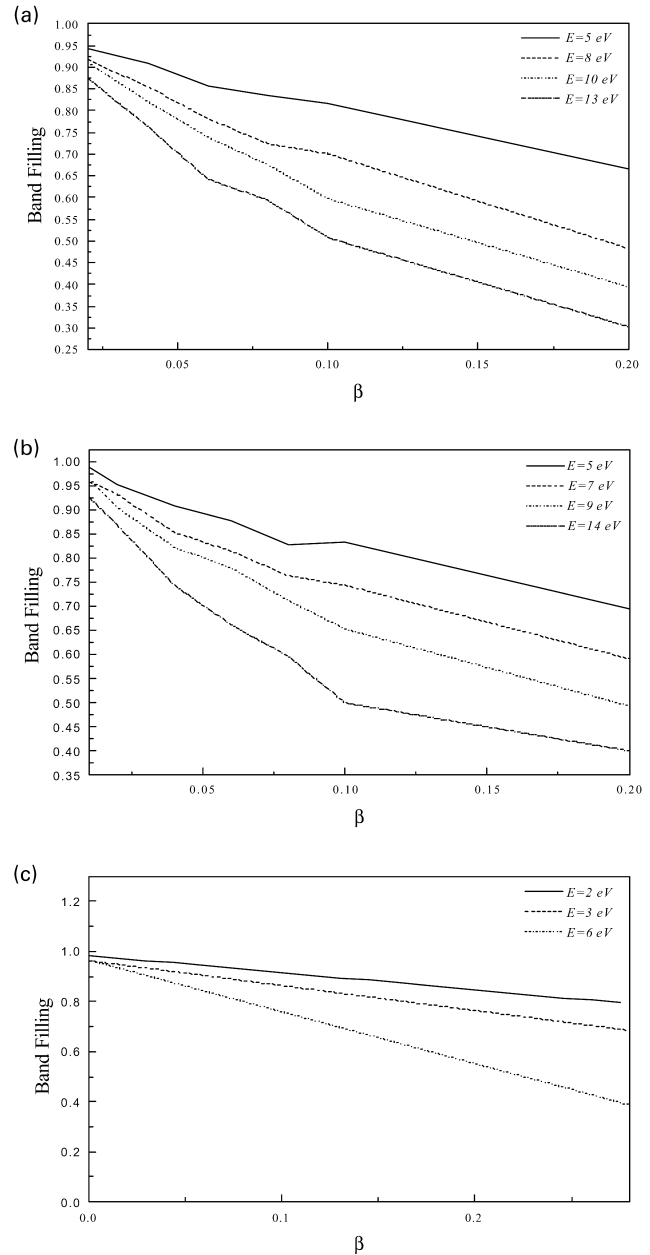 (a)
1.00
0.95
0.90
0.85
0.80
0.75
0.70
0.65
0.60
0.55
0.50
0.45
0.40
0.35
0.30
0.25
Band Filling
E=5 eV
E=8 eV
E=10 eV
E=13 eV
0.05
0.10
0.15
0.20
β
(b)
1.00
0.95
0.90
0.85
0.80
0.75
0.70
0.65
0.60
0.55
0.50
0.45
0.40
0.35
Band Filling
E=5 eV
E=7 eV
E=9 eV
E=14 eV
0.05
0.10
0.15
0.20
β
(c)
1.2
1.0
0.8
0.6
0.4
0.2
0.0
Band Filling
E=2 eV
E=3 eV
E=6 eV
0.0
0.1
0.2
β